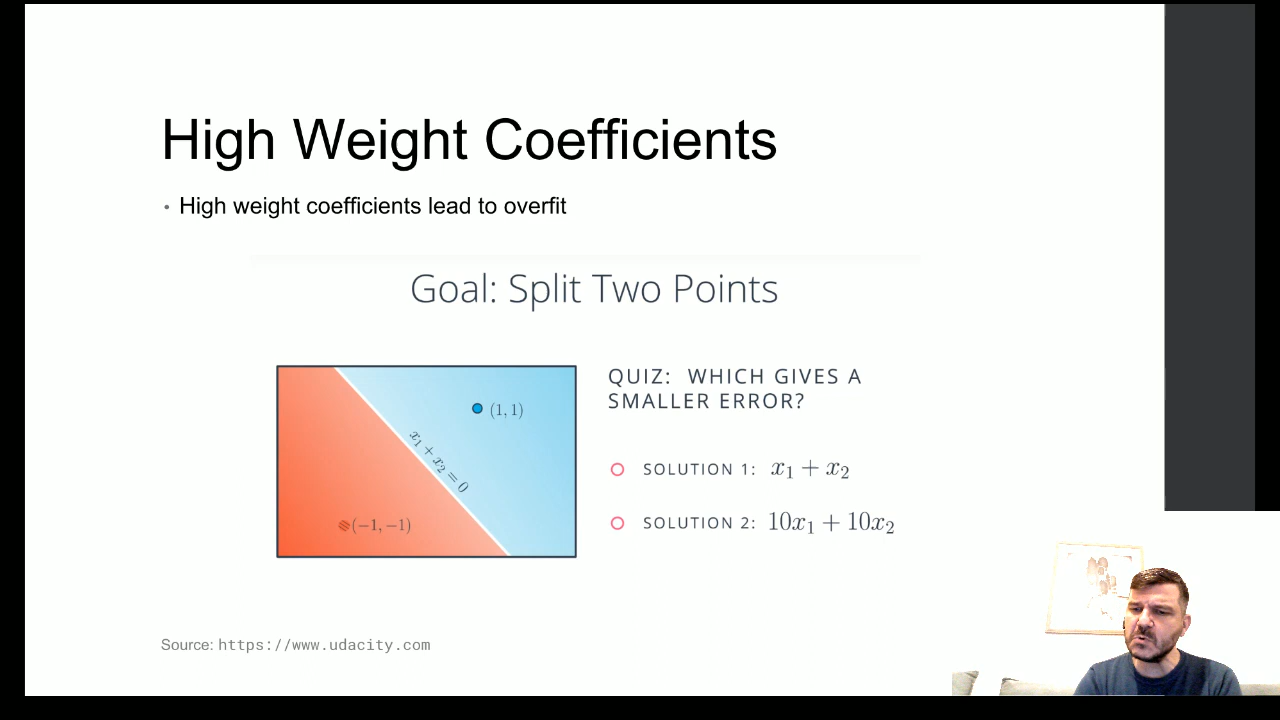 High Weight Coefficients
• High weight coefficients lead to overfit
Goal: Split Two Points
(1, 1)
x₁ + x₂ = 0
(−1, −1)
QUIZ: WHICH GIVES A
SMALLER ERROR?
SOLUTION 1: x₁ + x₂
SOLUTION 2: 10x₁ + 10x₂
Source: https://www.udacity.com